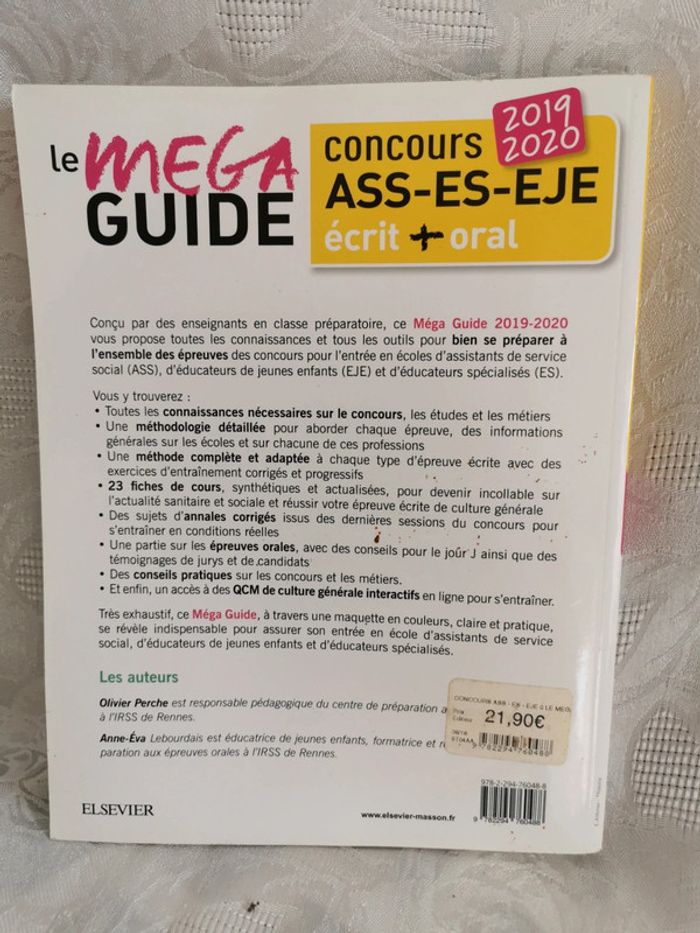 le MEGA
GUIDE
concours
2019
2020
ASS-ES-EJE
écrit + oral
Conçu par des enseignants en classe préparatoire, ce Méga Guide 2019-2020
vous propose toutes les connaissances et tous les outils pour bien se préparer à
l'ensemble des épreuves des concours pour l'entrée en écoles d'assistants de service
social (ASS), d'éducateurs de jeunes enfants (EJE) et d'éducateurs spécialisés (ES).
Vous y trouverez :
• Toutes les connaissances nécessaires sur le concours, les études et les métiers
• Une méthodologie détaillée pour aborder chaque épreuve, des informations
générales sur les écoles et sur chacune de ces professions
• Une méthode complète et adaptée à chaque type d'épreuve écrite avec des
exercices d'entraînement corrigés et progressifs
• 23 fiches de cours, synthétiques et actualisées, pour devenir incollable sur
l'actualité sanitaire et sociale et réussir votre épreuve écrite de culture générale
• Des sujets d'annales corrigés issus des dernières sessions du concours pour
s'entraîner en conditions réelles
• Une partie sur les épreuves orales, avec des conseils pour le jour J ainsi que des
témoignages de jurys et de candidats
• Des conseils pratiques sur les concours et les métiers.
• Et enfin, un accès à des QCM de culture générale interactifs en ligne pour s'entraîner.
Très exhaustif, ce Méga Guide, à travers une maquette en couleurs, claire et pratique,
se révèle indispensable pour assurer son entrée en école d'assistants de service
social, d'éducateurs de jeunes enfants et d'éducateurs spécialisés.
Les auteurs
Olivier Perche est responsable pédagogique du centre de préparation a
à l'IRSS de Rennes.
Anne-Éva Lebourdais est éducatrice de jeunes enfants, formatrice et re
paration aux épreuves orales à l'IRSS de Rennes.
CONCOURS ASS - ES - EJE 
Prix
Editeur
21,90€
9782294760488
978-2-294-76048-8
ELSEVIER
www.elsevier-masson.fr
9 782294 760488